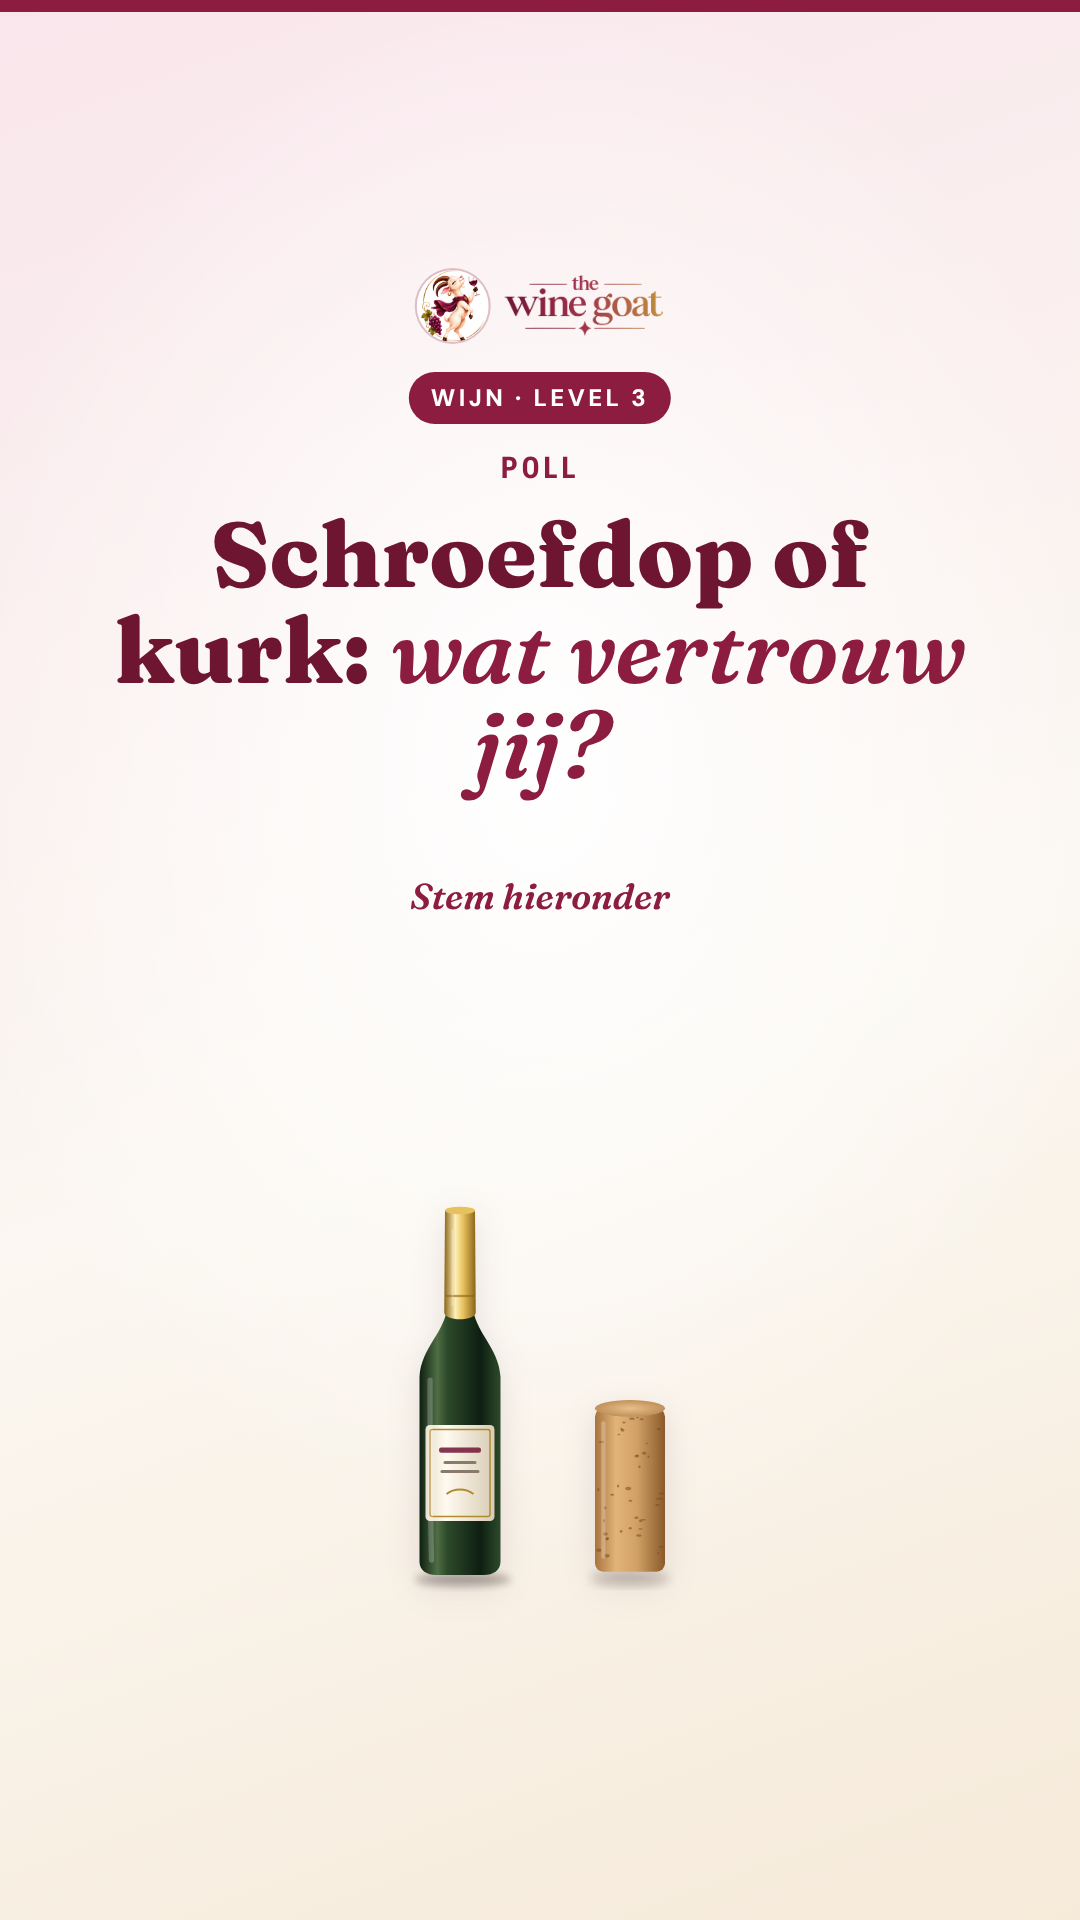 the
wine goat
WIJN · LEVEL 3
POLL
Schroefdop of
kurk: wat vertrouw
jij?
Stem hieronder